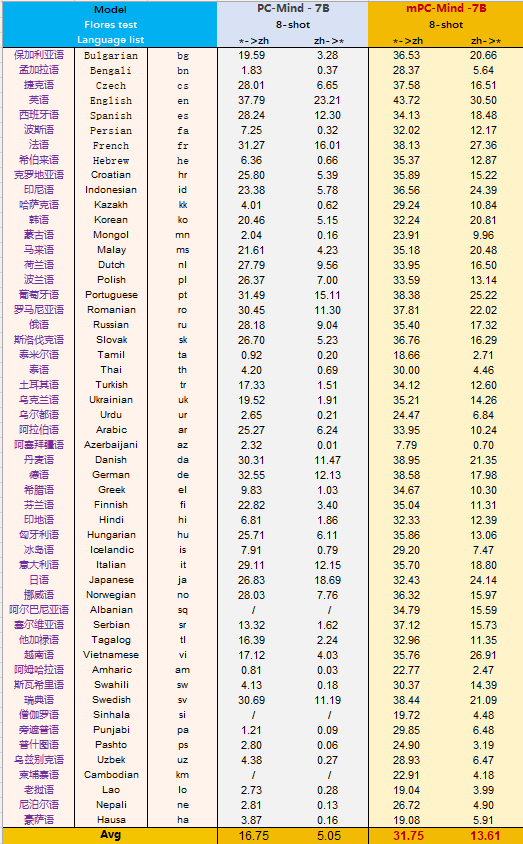 Model PC-Mind - 7B mPC-Mind -7B
Flores test 8-shot 8-shot
Language list *->zh zh->* *->zh zh->*
保加利亚语 Bulgarian bg 19.59 3.28 36.53 20.66
孟加拉语 Bengali bn 1.83 0.37 28.37 5.64
捷克语 Czech cs 28.01 6.65 37.58 16.51
英语 English en 37.79 23.21 43.72 30.50
西班牙语 Spanish es 28.24 12.30 34.13 18.48
波斯语 Persian fa 7.25 0.32 32.02 12.17
法语 French fr 31.27 16.01 38.13 27.36
希伯来语 Hebrew he 6.36 0.66 35.37 12.87
克罗地亚语 Croatian hr 25.80 5.39 35.89 15.22
印尼语 Indonesian id 23.38 5.78 36.56 24.39
哈萨克语 Kazakh kk 4.01 0.62 29.24 10.84
韩语 Korean ko 20.46 5.15 32.24 20.81
蒙古语 Mongol mn 2.04 0.16 23.91 9.96
马来语 Malay ms 21.61 4.23 35.18 20.48
荷兰语 Dutch nl 27.79 9.56 33.95 16.50
波兰语 Polish pl 26.37 7.00 33.59 13.14
葡萄牙语 Portuguese pt 31.49 15.11 38.38 25.22
罗马尼亚语 Romanian ro 30.45 11.30 37.81 22.02
俄语 Russian ru 28.18 9.04 35.40 17.32
斯洛伐克语 Slovak sk 26.70 5.23 36.76 16.29
泰米尔语 Tamil ta 0.92 0.20 18.66 2.71
泰语 Thai th 4.20 0.69 30.00 4.46
土耳其语 Turkish tr 17.33 1.51 34.12 12.60
乌克兰语 Ukrainian uk 19.52 1.91 35.21 14.26
乌尔都语 Urdu ur 2.65 0.21 24.47 6.84
阿拉伯语 Arabic ar 25.27 6.24 33.95 10.24
阿塞拜疆语 Azerbaijani az 2.32 0.01 7.79 0.70
丹麦语 Danish da 30.31 11.47 38.95 21.35
德语 German de 32.55 12.13 38.58 17.98
希腊语 Greek el 9.83 1.03 34.67 10.30
芬兰语 Finnish fi 22.82 3.40 35.04 11.31
印地语 Hindi hi 6.81 1.86 32.33 12.39
匈牙利语 Hungarian hu 25.71 6.11 35.86 13.06
冰岛语 Icelandic is 7.91 0.79 29.20 7.47
意大利语 Italian it 29.11 12.15 35.70 18.80
日语 Japanese ja 26.83 18.69 32.43 24.14
挪威语 Norwegian no 28.03 7.76 36.32 15.97
阿尔巴尼亚语 Albanian sq / / 34.79 15.59
塞尔维亚语 Serbian sr 13.32 1.62 37.12 15.73
他加禄语 Tagalog tl 16.39 2.24 32.96 11.35
越南语 Vietnamese vi 17.12 4.03 35.76 26.91
阿姆哈拉语 Amharic am 0.81 0.03 22.77 2.47
斯瓦希里语 Swahili sw 4.13 0.18 30.37 14.39
瑞典语 Swedish sv 30.69 11.19 38.44 21.09
僧伽罗语 Sinhala si / / 19.72 4.48
旁遮普语 Punjabi pa 1.21 0.09 29.85 6.48
普什图语 Pashto ps 2.80 0.06 24.90 3.19
乌兹别克语 Uzbek uz 4.38 0.27 28.93 6.47
柬埔寨语 Cambodian km / / 22.91 4.18
老挝语 Lao lo 2.73 0.28 19.04 3.99
尼泊尔语 Nepali ne 2.81 0.13 26.72 4.90
豪萨语 Hausa ha 3.87 0.16 19.08 5.91
Avg 16.75 5.05 31.75 13.61